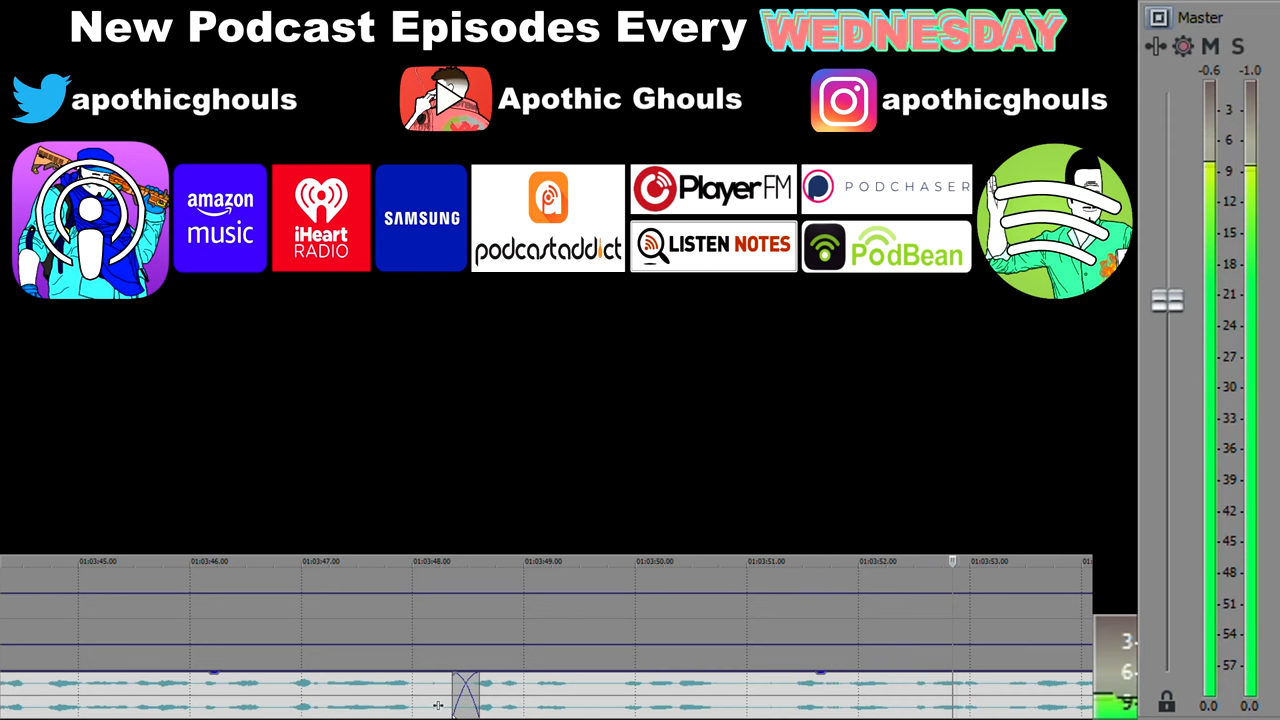 New Podcast Episodes Every WEDNESDAY
apothicghouls
Apothic Ghouls
apothicghouls
amazon
music
iHeart
RADIO
SAMSUNG
podcastaddict
PlayerFM
LISTEN NOTES
PODCHASER
PodBean
Master
M S
-0.6 -1.0
3
6
9
12
15
18
21
24
27
30
33
36
39
42
45
48
51
54
57
0.0 0.0
01:03:45.00 01:03:46.00 01:03:47.00 01:03:48.00 01:03:49.00 01:03:50.00 01:03:51.00 01:03:52.00 01:03:53.00
3
6
9